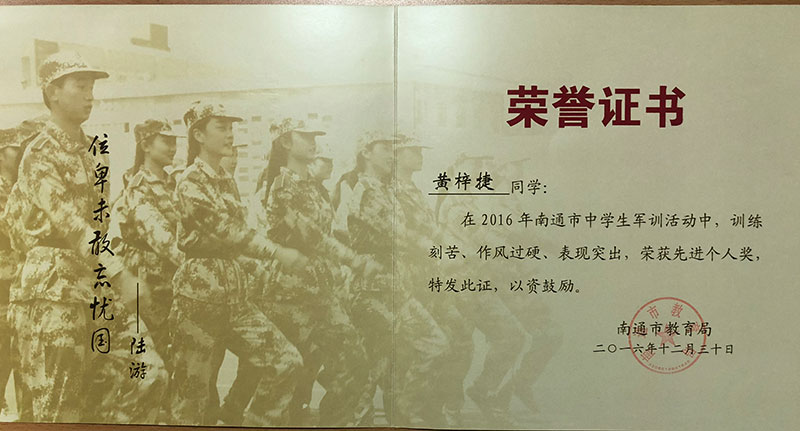 位卑未敢忘忧国
——陆游
荣誉证书
黄梓捷 同学：
在2016年南通市中学生军训活动中，训练
刻苦、作风过硬、表现突出，荣获先进个人奖，
特发此证，以资鼓励。
南通市教育局
二〇一六年十二月三十日